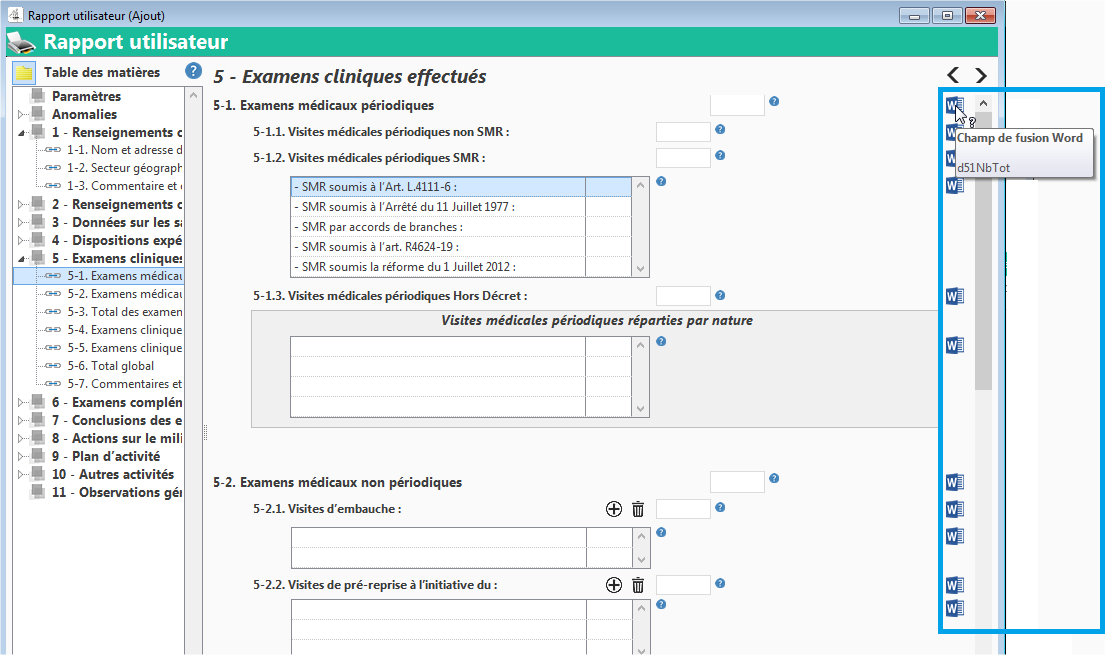 Rapport utilisateur (Ajout)
Rapport utilisateur
Table des matières
Paramètres
Anomalies
1 - Renseignements c
1-1. Nom et adresse d
1-2. Secteur géograph
1-3. Commentaire et
2 - Renseignements c
3 - Données sur les sa
4 - Dispositions expé
5 - Examens cliniques
5-1. Examens médicau
5-2. Examens médicau
5-3. Total des examen
5-4. Examens clinique
5-5. Examens clinique
5-6. Total global
5-7. Commentaires et
6 - Examens complén
7 - Conclusions des e
8 - Actions sur le mili
9 - Plan d'activité
10 - Autres activités
11 - Observations gér
5 - Examens cliniques effectués
5-1. Examens médicaux périodiques
5-1.1. Visites médicales périodiques non SMR :
5-1.2. Visites médicales périodiques SMR :
- SMR soumis à l'Art. L.4111-6 :
- SMR soumis à l'Arrêté du 11 Juillet 1977 :
- SMR par accords de branches :
- SMR soumis à l'art. R4624-19 :
- SMR soumis la réforme du 1 Juillet 2012 :
5-1.3. Visites médicales périodiques Hors Décret :
Visites médicales périodiques réparties par nature
5-2. Examens médicaux non périodiques
5-2.1. Visites d'embauche :
5-2.2. Visites de pré-reprise à l'initiative du :
Champ de fusion Word
d51NbTot